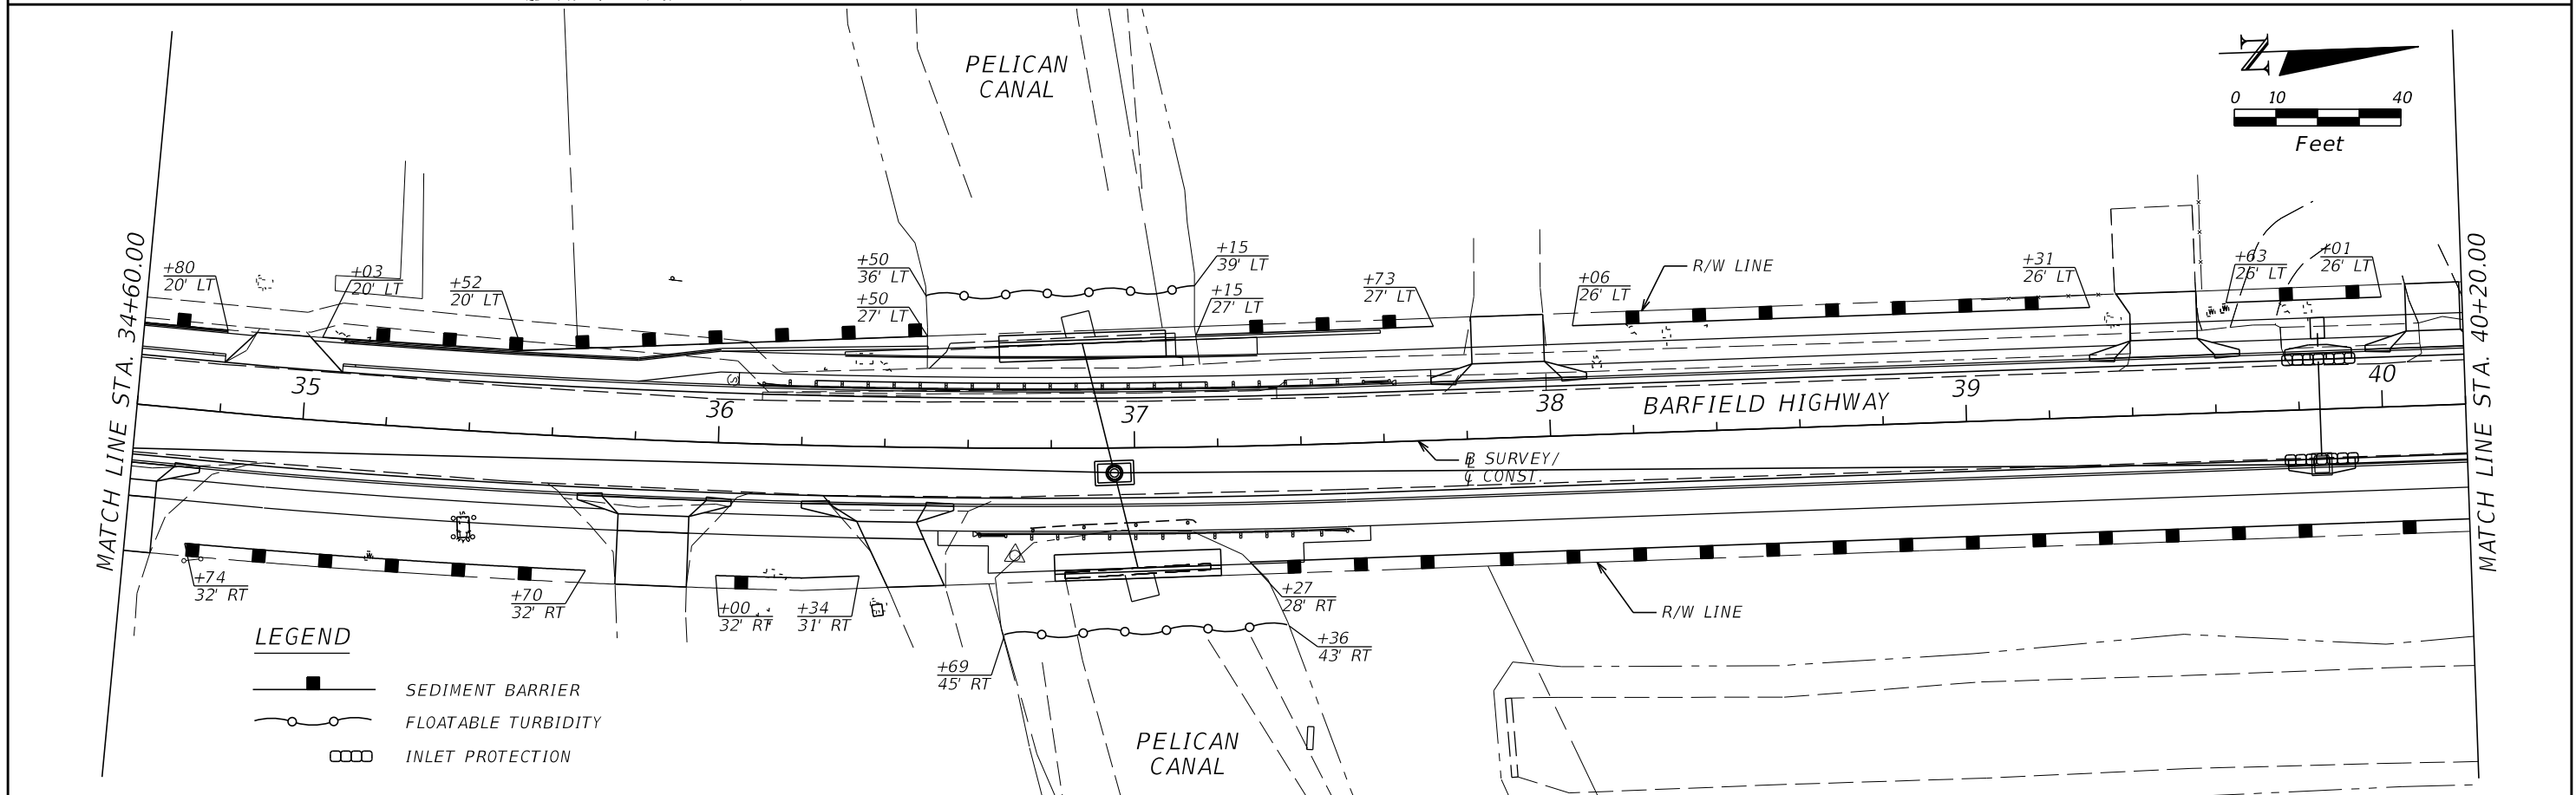 PELICAN
CANAL
N
0 10 40
Feet
MATCH LINE STA. 34+60.00
+80
20' LT
+03
20' LT
+52
20' LT
+50
36' LT
+50
27' LT
+15
39' LT
+15
27' LT
+73
27' LT
+06
26' LT
R/W LINE
+31
26' LT
+63
26' LT
+01
26' LT
MATCH LINE STA. 40+20.00
35
36
37
38
39
40
BARFIELD HIGHWAY
B SURVEY/
C CONST.
+74
32' RT
+70
32' RT
+00
32' RT
+34
31' RT
+69
45' RT
+27
28' RT
+36
43' RT
R/W LINE
LEGEND
SEDIMENT BARRIER
FLOATABLE TURBIDITY
INLET PROTECTION
PELICAN
CANAL